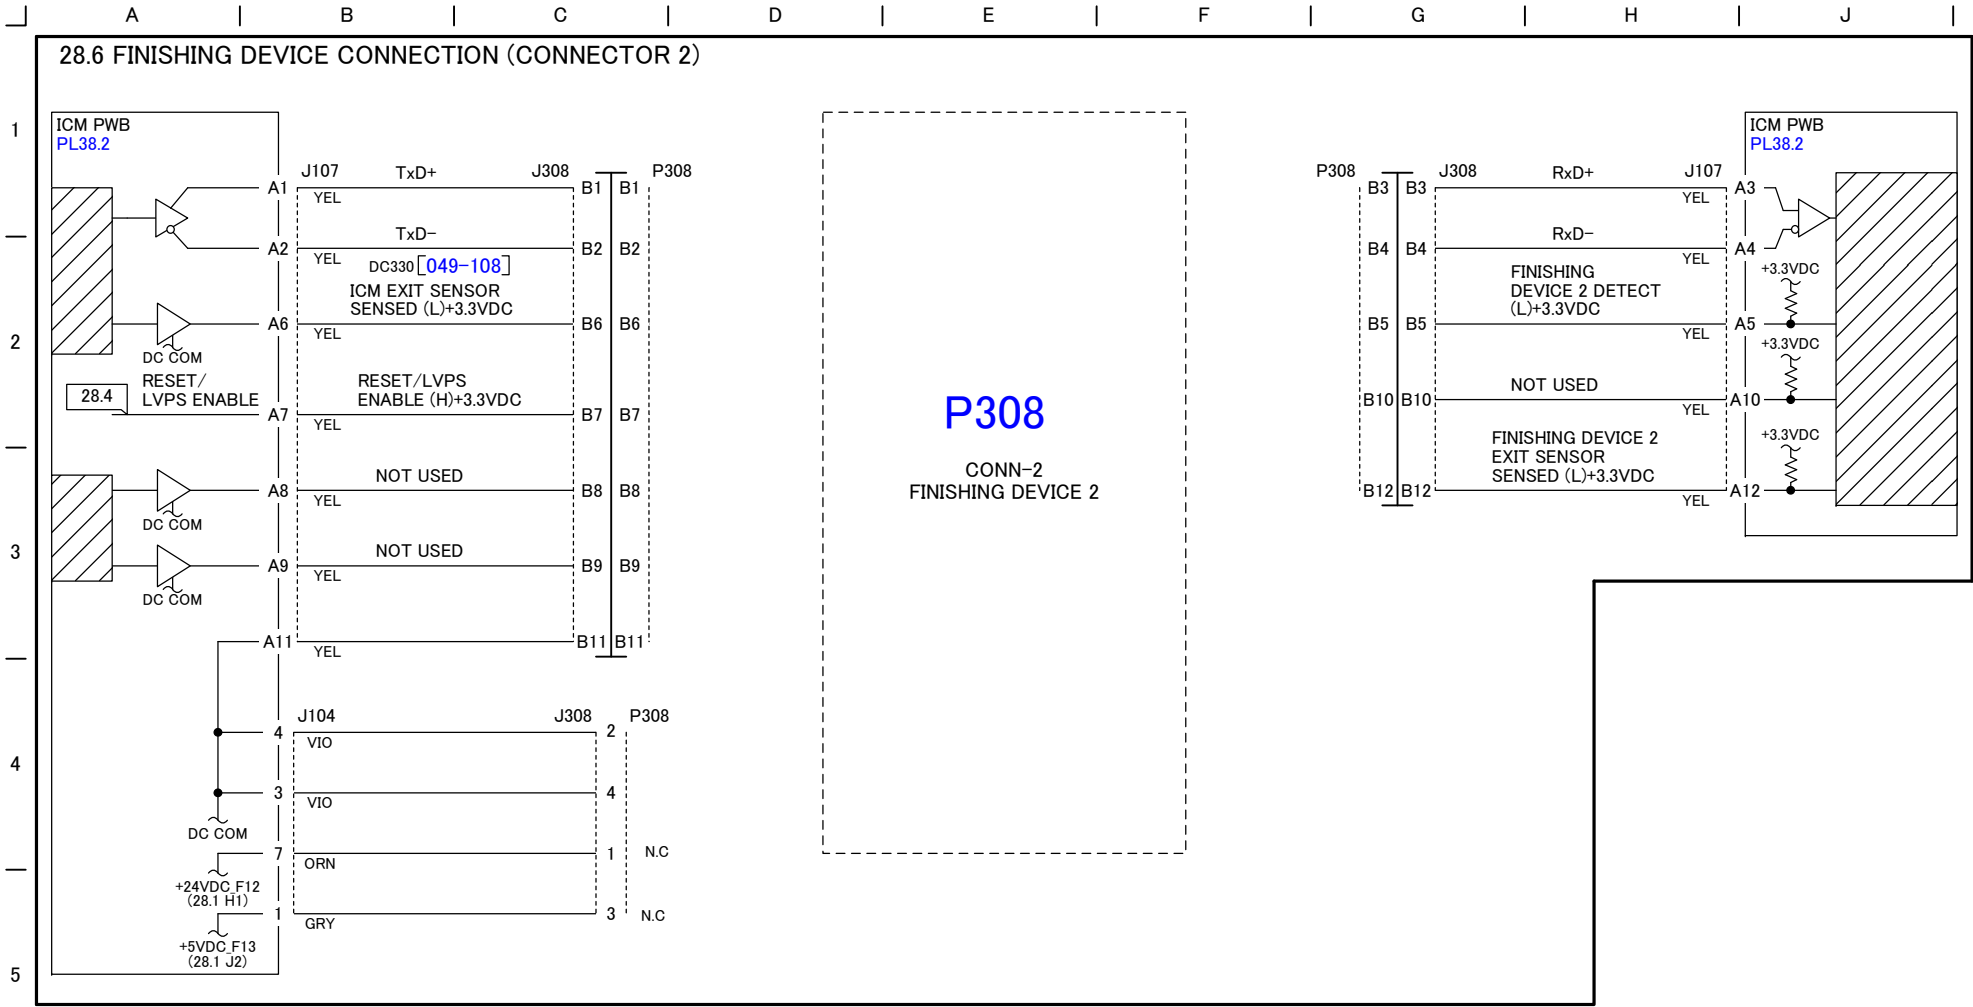 A B C D E F G H J
28.6 FINISHING DEVICE CONNECTION (CONNECTOR 2)
1
2
3
4
5
ICM PWB
PL38.2
J107 TxD+ J308 P308
A1 YEL B1 B1
TxD-
A2 YEL B2 B2
DC330 [049-108]
ICM EXIT SENSOR
SENSED (L)+3.3VDC
A6 YEL B6 B6
DC COM
28.4
RESET/
LVPS ENABLE
RESET/LVPS
ENABLE (H)+3.3VDC
A7 YEL B7 B7
NOT USED
A8 YEL B8 B8
DC COM
NOT USED
A9 YEL B9 B9
DC COM
A11 YEL B11 B11
J104 J308 P308
4 VIO 2
3 VIO 4
DC COM
7 ORN 1 N.C
+24VDC_F12
(28.1 H1)
1 GRY 3 N.C
+5VDC_F13
(28.1 J2)
P308
CONN-2
FINISHING DEVICE 2
ICM PWB
PL38.2
P308 J308 RxD+ J107
B3 B3 YEL A3
RxD-
B4 B4 YEL A4
+3.3VDC
FINISHING
DEVICE 2 DETECT
(L)+3.3VDC
B5 B5 YEL A5
+3.3VDC
NOT USED
B10 B10 YEL A10
+3.3VDC
FINISHING DEVICE 2
EXIT SENSOR
SENSED (L)+3.3VDC
B12 B12 YEL A12